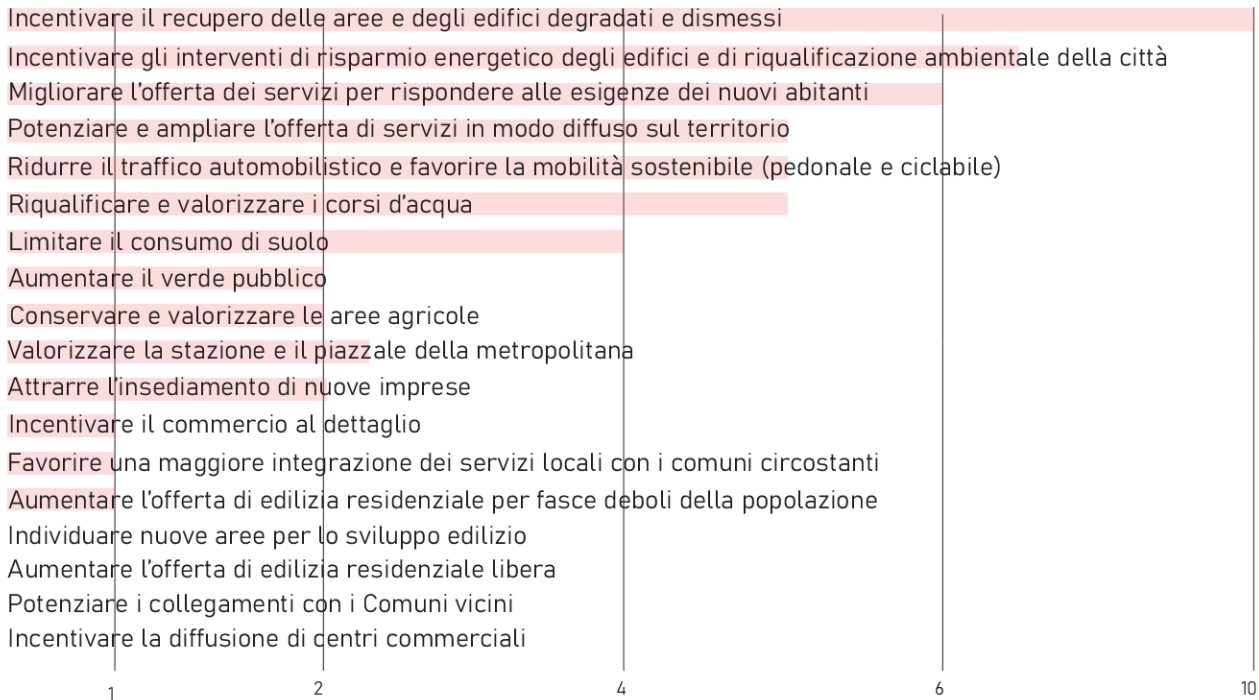 Incentivare il recupero delle aree e degli edifici degradati e dismessi
Incentivare gli interventi di risparmio energetico degli edifici e di riqualificazione ambientale della città
Migliorare l'offerta dei servizi per rispondere alle esigenze dei nuovi abitanti
Potenziare e ampliare l'offerta di servizi in modo diffuso sul territorio
Ridurre il traffico automobilistico e favorire la mobilità sostenibile (pedonale e ciclabile)
Riqualificare e valorizzare i corsi d'acqua
Limitare il consumo di suolo
Aumentare il verde pubblico
Conservare e valorizzare le aree agricole
Valorizzare la stazione e il piazzale della metropolitana
Attrarre l'insediamento di nuove imprese
Incentivare il commercio al dettaglio
Favorire una maggiore integrazione dei servizi locali con i comuni circostanti
Aumentare l'offerta di edilizia residenziale per fasce deboli della popolazione
Individuare nuove aree per lo sviluppo edilizio
Aumentare l'offerta di edilizia residenziale libera
Potenziare i collegamenti con i Comuni vicini
Incentivare la diffusione di centri commerciali
1 2 4 6 10